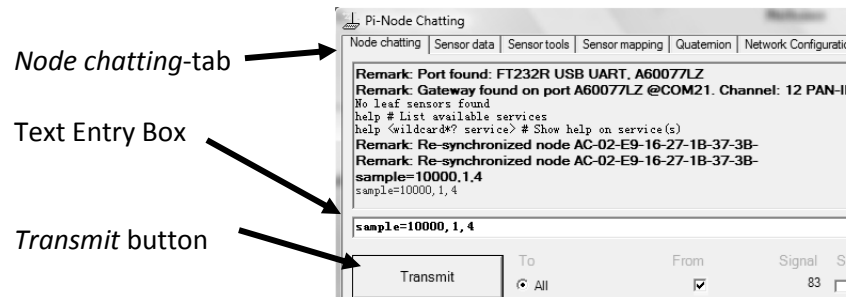 Pi-Node Chatting
Node chatting Sensor data Sensor tools Sensor mapping Quaternion Network
Node chatting-tab
Remark: Port found: FT232R USB UART, A60077LZ
Remark: Gateway found on port A60077LZ @COM21. Channel: 12
No leaf sensors found
help # List available services
help <wildcard*? service> # Show help on service(s)
Text Entry Box
Remark: Re-synchronized node AC-02-E9-16-27-1B-37-3B-
Remark: Re-synchronized node AC-02-E9-16-27-1B-37-3B-
sample=10000,1,4
sample=10000,1,4
sample=10000,1,4
Transmit button
To From Signal
Transmit
All 83